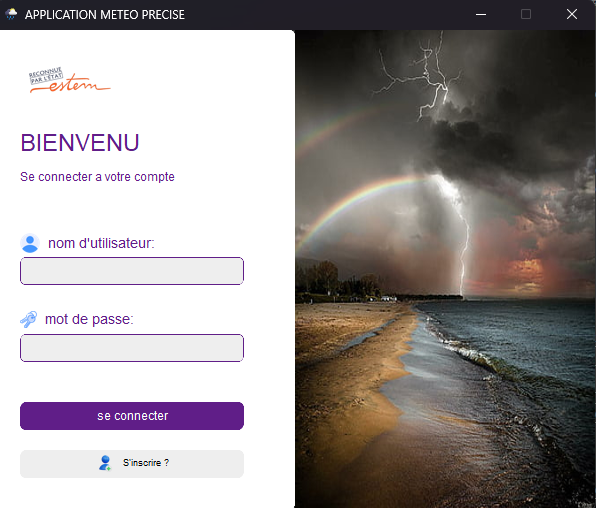 APPLICATION METEO PRECISE
RECONNUE
PAR L'ÉTAT
estem
BIENVENU
Se connecter a votre compte
nom d'utilisateur:
mot de passe:
se connecter
S'inscrire ?